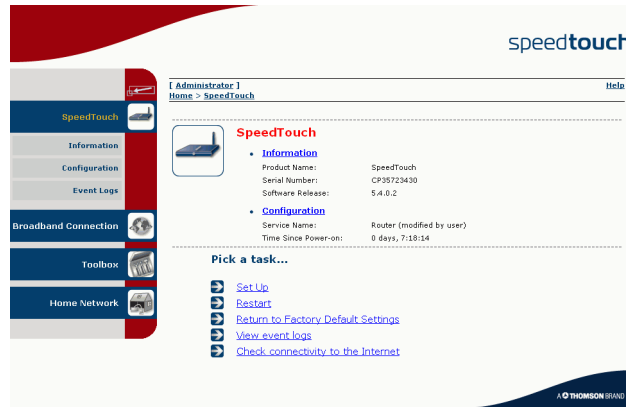 speedtouch
[ Administrator ]
Help
Home > SpeedTouch
SpeedTouch
Information
Configuration
Event Logs
Broadband Connection
Toolbox
Home Network
SpeedTouch
• Information
Product Name: SpeedTouch
Serial Number: CP35723430
Software Release: 5.4.0.2
• Configuration
Service Name: Router (modified by user)
Time Since Power-on: 0 days, 7:18:14
Pick a task...
Set Up
Restart
Return to Factory Default Settings
View event logs
Check connectivity to the Internet
A THOMSON BRAND